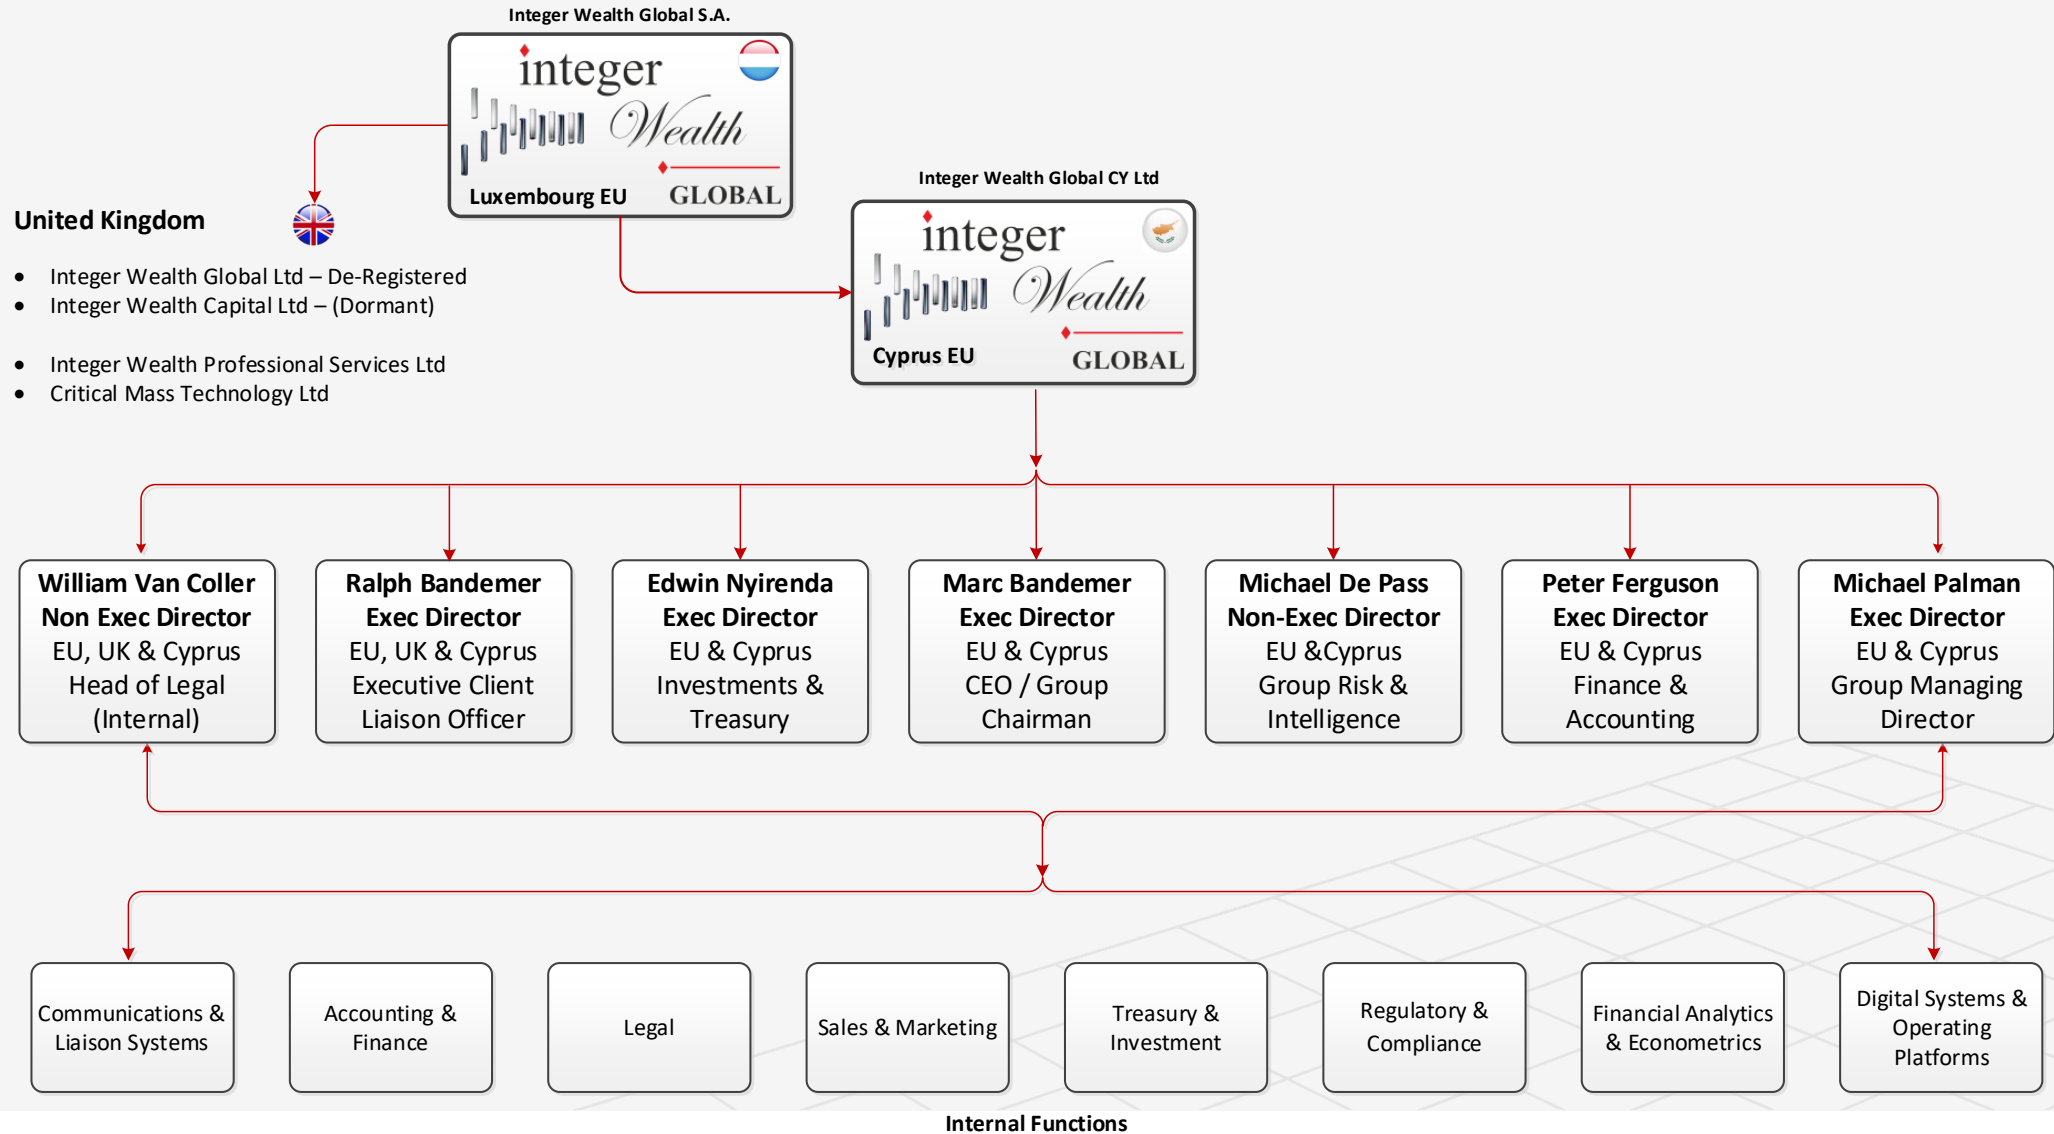 Integer Wealth Global S.A.
integer
Wealth
GLOBAL
Luxembourg EU
Integer Wealth Global CY Ltd
integer
Wealth
GLOBAL
Cyprus EU
United Kingdom
• Integer Wealth Global Ltd – De-Registered
• Integer Wealth Capital Ltd – (Dormant)
• Integer Wealth Professional Services Ltd
• Critical Mass Technology Ltd
William Van Coller
Non Exec Director
EU, UK & Cyprus
Head of Legal
(Internal)
Ralph Bandemer
Exec Director
EU, UK & Cyprus
Executive Client
Liaison Officer
Edwin Nyirenda
Exec Director
EU & Cyprus
Investments &
Treasury
Marc Bandemer
Exec Director
EU & Cyprus
CEO / Group
Chairman
Michael De Pass
Non-Exec Director
EU &Cyprus
Group Risk &
Intelligence
Peter Ferguson
Exec Director
EU & Cyprus
Finance &
Accounting
Michael Palman
Exec Director
EU & Cyprus
Group Managing
Director
Communications &
Liaison Systems
Accounting &
Finance
Legal
Sales & Marketing
Treasury &
Investment
Regulatory &
Compliance
Financial Analytics
& Econometrics
Digital Systems &
Operating
Platforms
Internal Functions